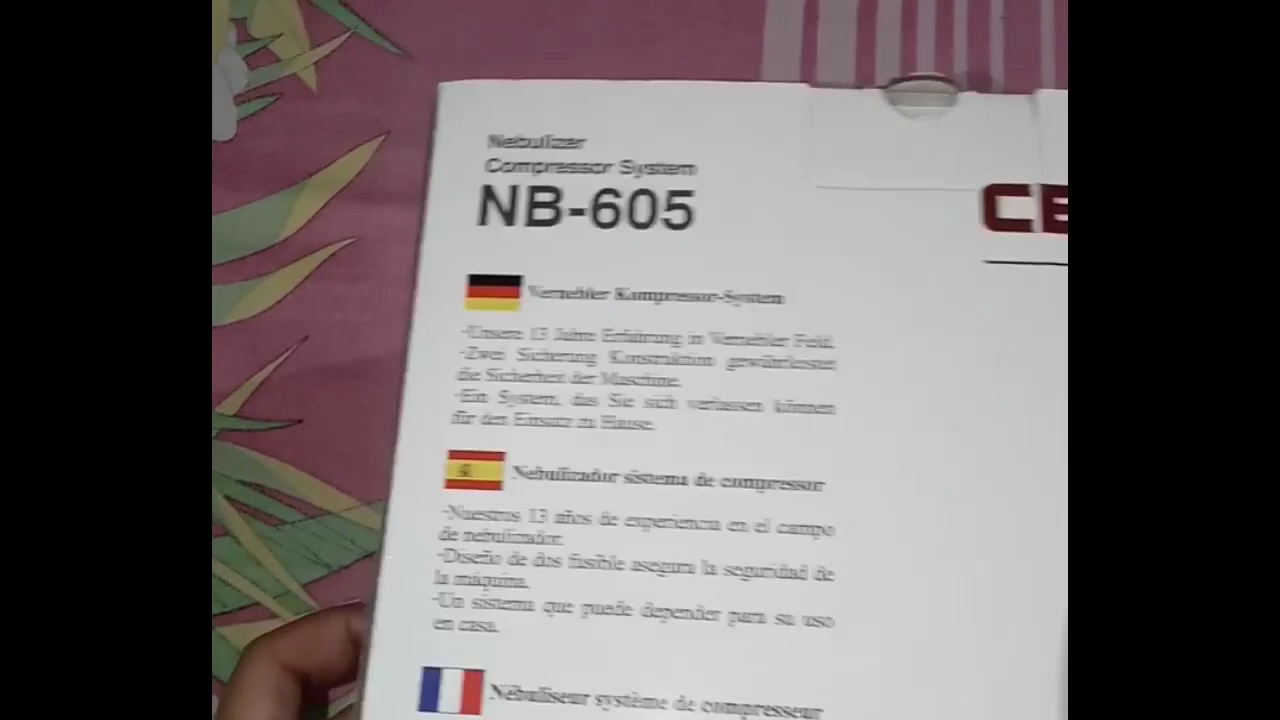 Nebulizer
Compressor System
NB-605
CE
Vernebler Kompressor-System
-Unsere 13 Jahre Erfahrung in Vernebler Feld.
-Zwei Sicherung Konstruktion gewährleistet
die Sicherheit der Maschine.
-Ein System, das Sie sich verlassen können
für den Einsatz zu Hause.
Nebulizador sistema de compressor
-Nuestros 13 años de experiencia en el campo
de nebulizador.
-Diseño de dos fusible asegura la seguridad de
la máquina.
-Un sistema que puede depender para su uso
en casa.
Nébuliseur système de compresseur